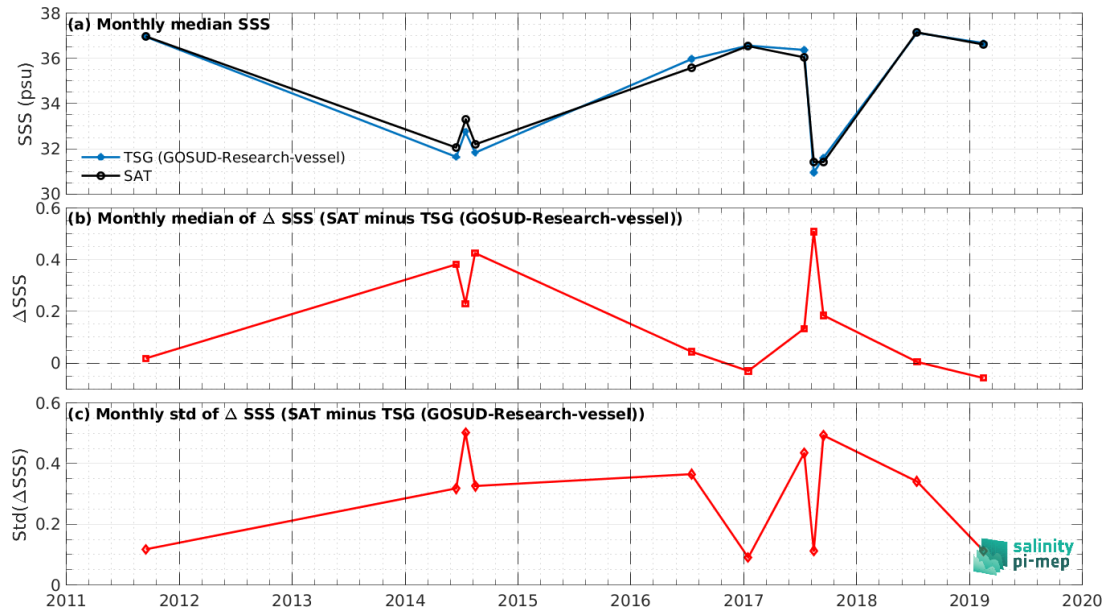 (a) Monthly median SSS
38
36
34
32
30
SSS (psu)
TSG (GOSUD-Research-vessel)
SAT
(b) Monthly median of Δ SSS (SAT minus TSG (GOSUD-Research-vessel))
0.6
0.4
0.2
0
ΔSSS
(c) Monthly std of Δ SSS (SAT minus TSG (GOSUD-Research-vessel))
0.6
0.4
0.2
0
Std(ΔSSS)
salinity
pi-mep
2011 2012 2013 2014 2015 2016 2017 2018 2019 2020